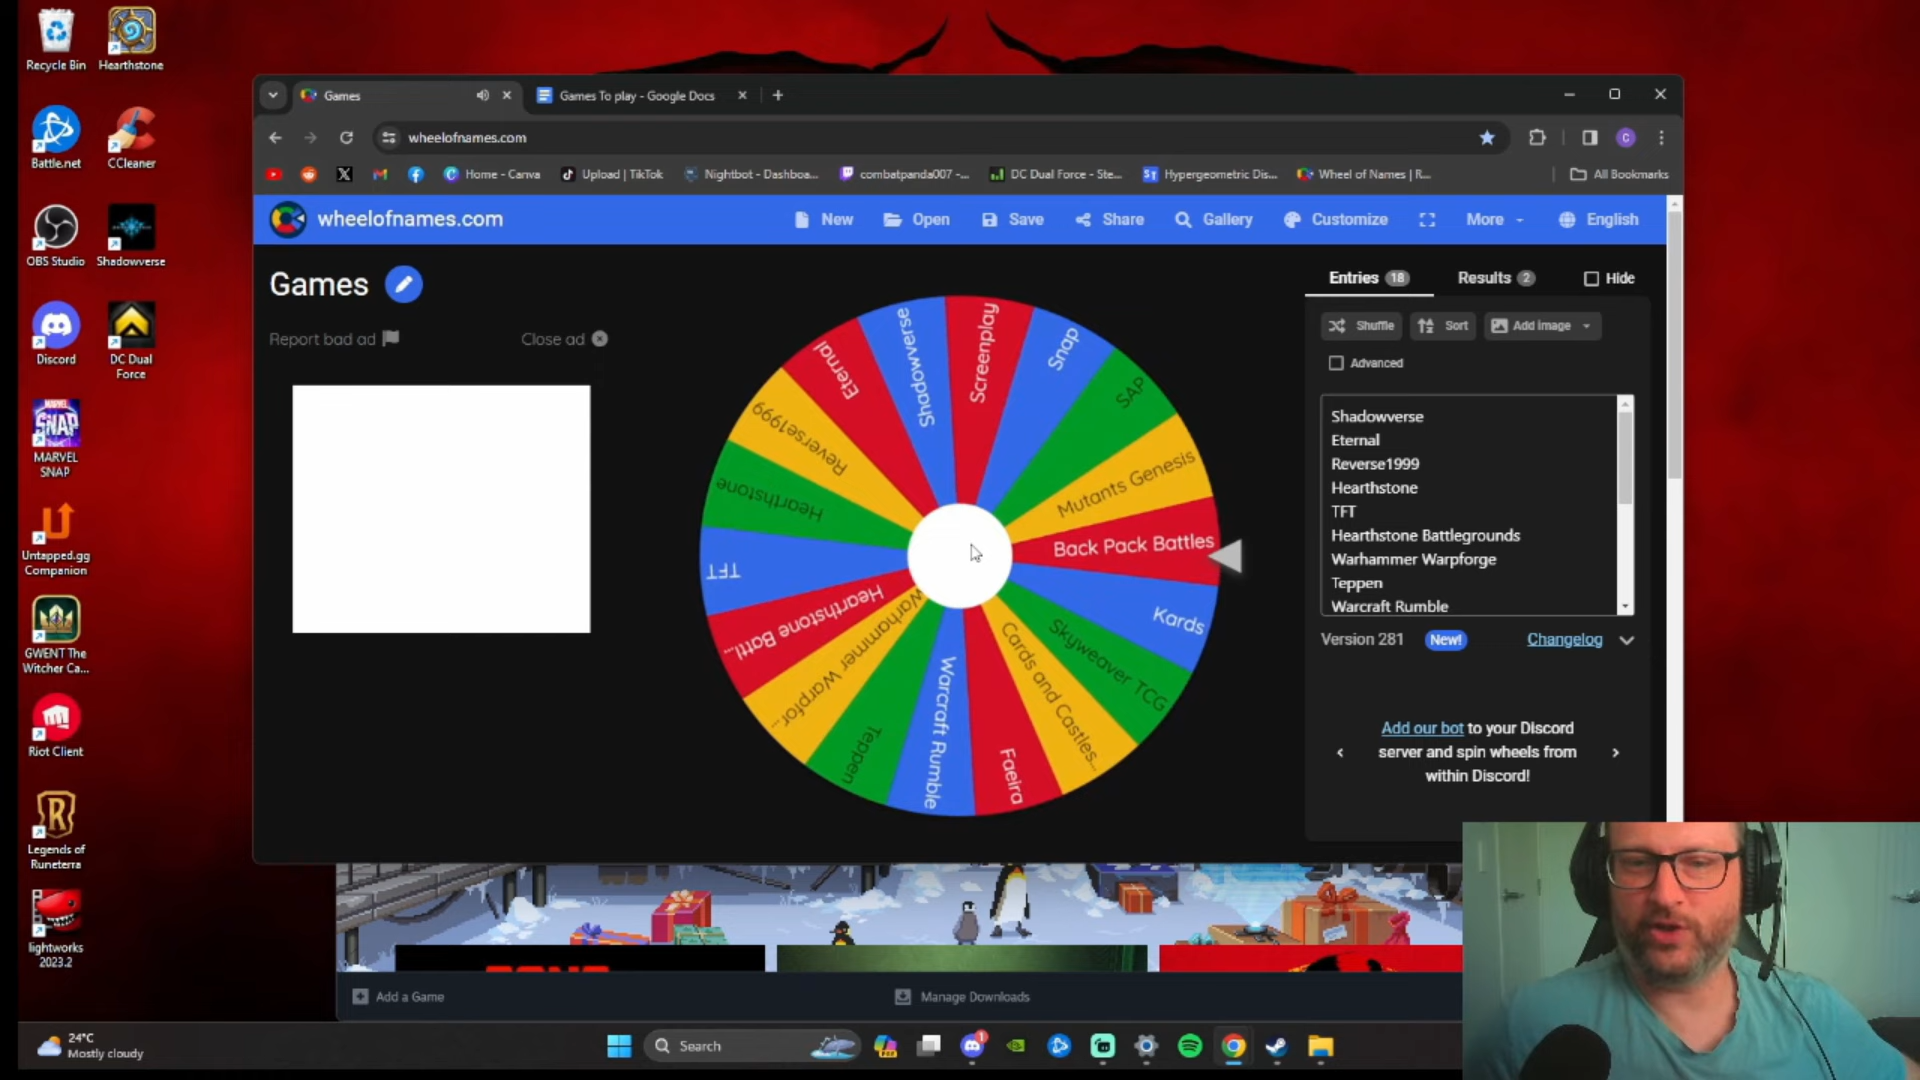 Recycle Bin
Hearthstone
Battle.net
CCleaner
OBS Studio
Shadowverse
Discord
DC Dual
Force
MARVEL
SNAP
MARVEL
SNAP
Untapped.gg
Companion
GWENT The
Witcher Ca...
Riot Client
Legends of
Runeterra
lightworks
2023.2
Games
Games To play - Google Docs
wheelofnames.com
Home - Canva
Upload | TikTok
Nightbot - Dashboa...
combatpanda007 -...
DC Dual Force - Ste...
ST
Hypergeometric Dis...
Wheel of Names | R...
All Bookmarks
wheelofnames.com
New
Open
Save
Share
Gallery
Customize
More
English
Games
Report bad ad
Close ad
Screenplay
Snap
SAP
Mutants Genesis
Back Pack Battles
Kards
Skyweaver TCG
Cards and Castles...
Faeira
Warcraft Rumble
Teppen
Warhammer Warpfor...
Hearthstone Battl...
TFT
Hearthstone
Reverse1999
Eternal
Shadowverse
Entries 18
Results 2
Hide
Shuffle
Sort
Add image
Advanced
Shadowverse
Eternal
Reverse1999
Hearthstone
TFT
Hearthstone Battlegrounds
Warhammer Warpforge
Teppen
Warcraft Rumble
Version 281
New!
Changelog
Add our bot to your Discord
server and spin wheels from
within Discord!
Add a Game
Manage Downloads
24°C
Mostly cloudy
Search
1